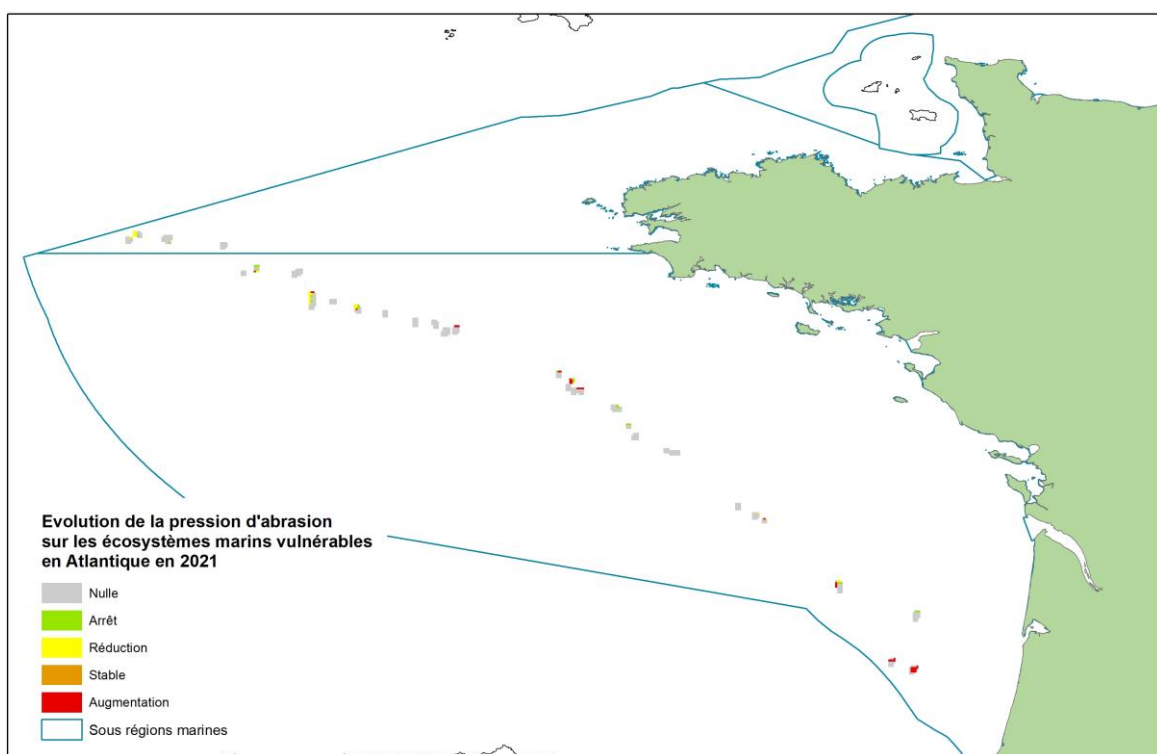 Evolution de la pression d'abrasion
sur les écosystèmes marins vulnérables
en Atlantique en 2021
Nulle
Arrêt
Réduction
Stable
Augmentation
Sous régions marines